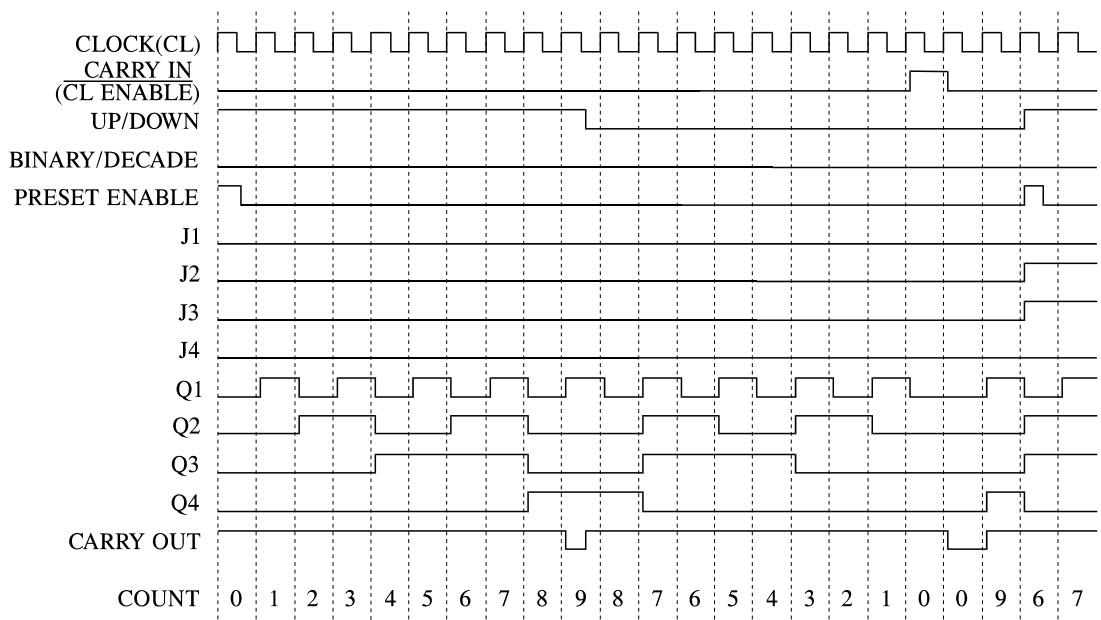 CLOCK(CL)
CARRY IN
(CL ENABLE)
UP/DOWN
BINARY/DECADE
PRESET ENABLE
J1
J2
J3
J4
Q1
Q2
Q3
Q4
CARRY OUT
COUNT 0 1 2 3 4 5 6 7 8 9 8 7 6 5 4 3 2 1 0 0 9 6 7